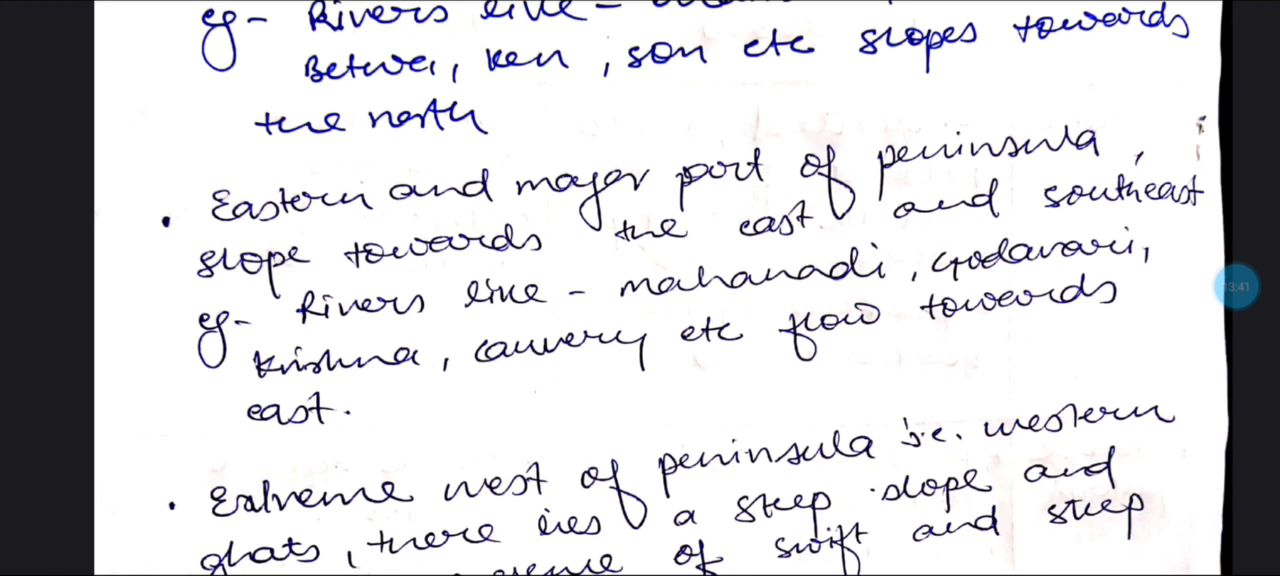 eg- Rivers like -
Betwa, Ken, son etc slopes towards
the north
• Eastern and major part of peninsula,
slope towards the east and southeast
eg- Rivers like - mahanadi, Godavari,
Krishna, cauvery etc flow towards
east.
• Extreme west of peninsula i.e. western
ghats, there lies a steep slope and
of swift and steep
13:41